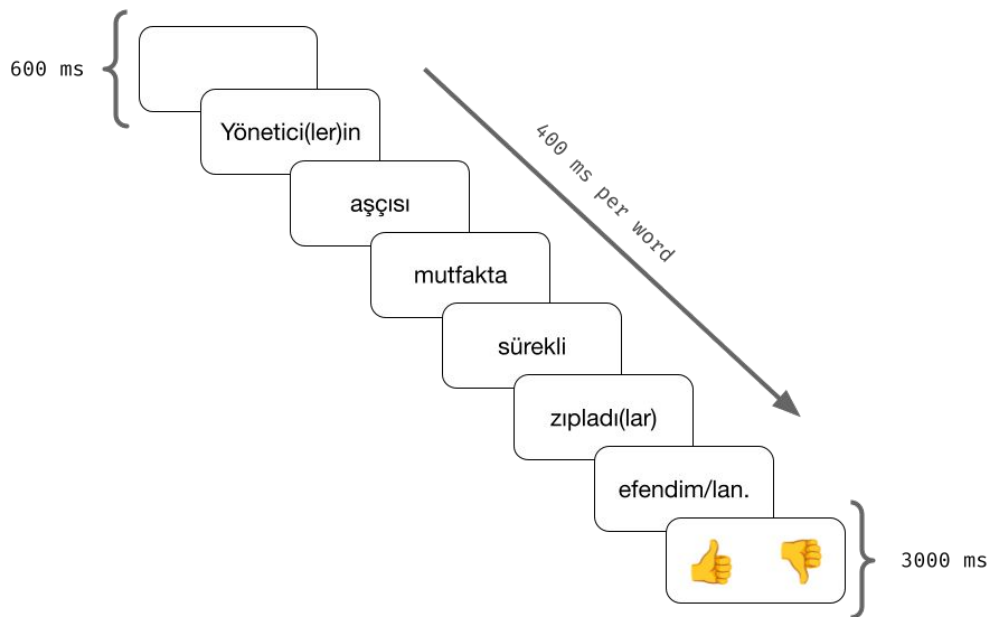 600 ms
Yönetici(ler)in
400 ms per word
aşçısı
mutfakta
sürekli
zıpladı(lar)
efendim/lan.
3000 ms